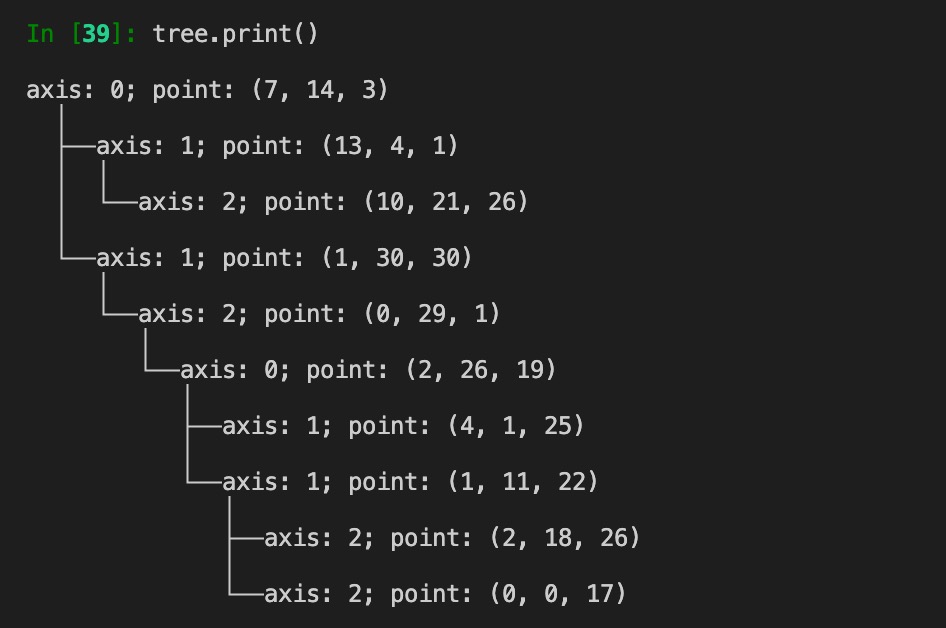 In [39]: tree.print()
axis: 0; point: (7, 14, 3)
axis: 1; point: (13, 4, 1)
axis: 2; point: (10, 21, 26)
axis: 1; point: (1, 30, 30)
axis: 2; point: (0, 29, 1)
axis: 0; point: (2, 26, 19)
axis: 1; point: (4, 1, 25)
axis: 1; point: (1, 11, 22)
axis: 2; point: (2, 18, 26)
axis: 2; point: (0, 0, 17)